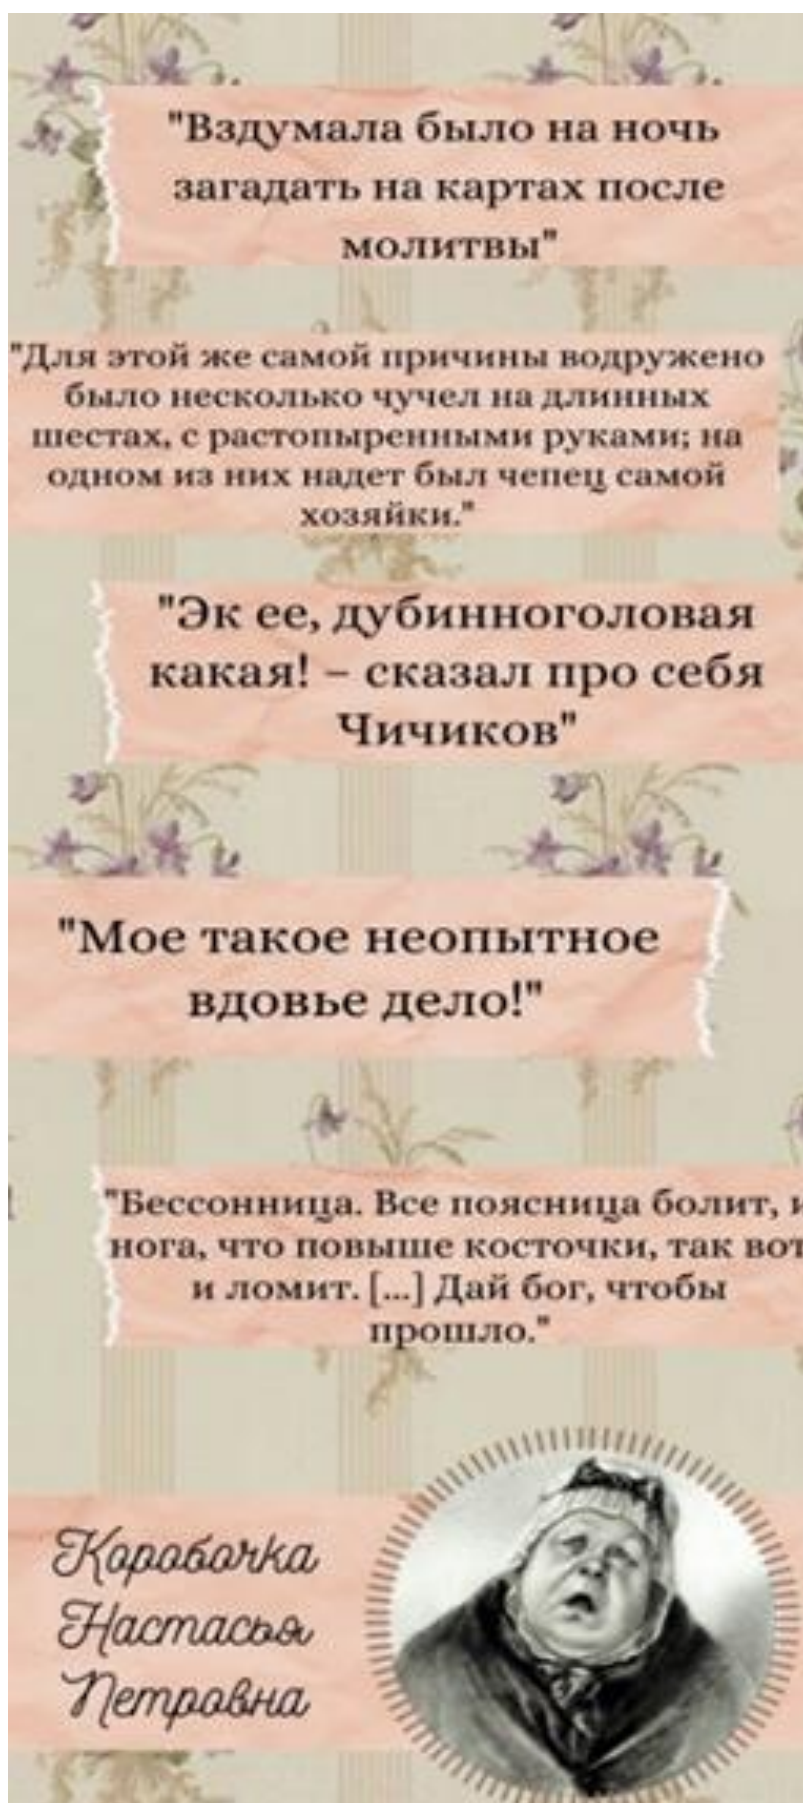 "Вздумала было на ночь
загадать на картах после
молитвы"
"Для этой же самой причины водружено
было несколько чучел на длинных
шестах, с растопыренными руками; на
одном из них надет был чепец самой
хозяйки."
"Эк ее, дубинноголовая
какая! – сказал про себя
Чичиков"
"Мое такое неопытное
вдовье дело!"
"Бессонница. Все поясница болит, и
нога, что повыше косточки, так вот
и ломит. [...] Дай бог, чтобы
прошло."
Коробочка
Настасья
Петровна